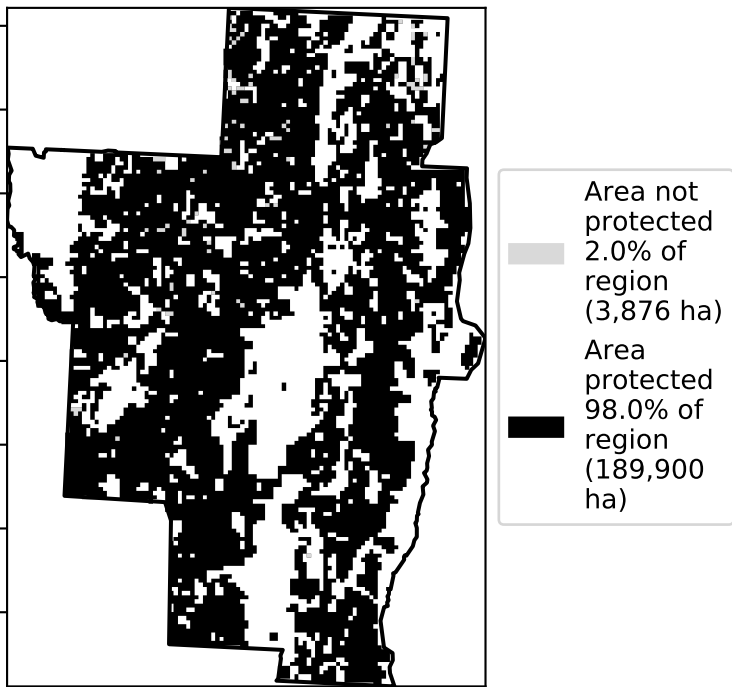 Area not
protected
2.0% of
region
(3,876 ha)
Area
protected
98.0% of
region
(189,900
ha)